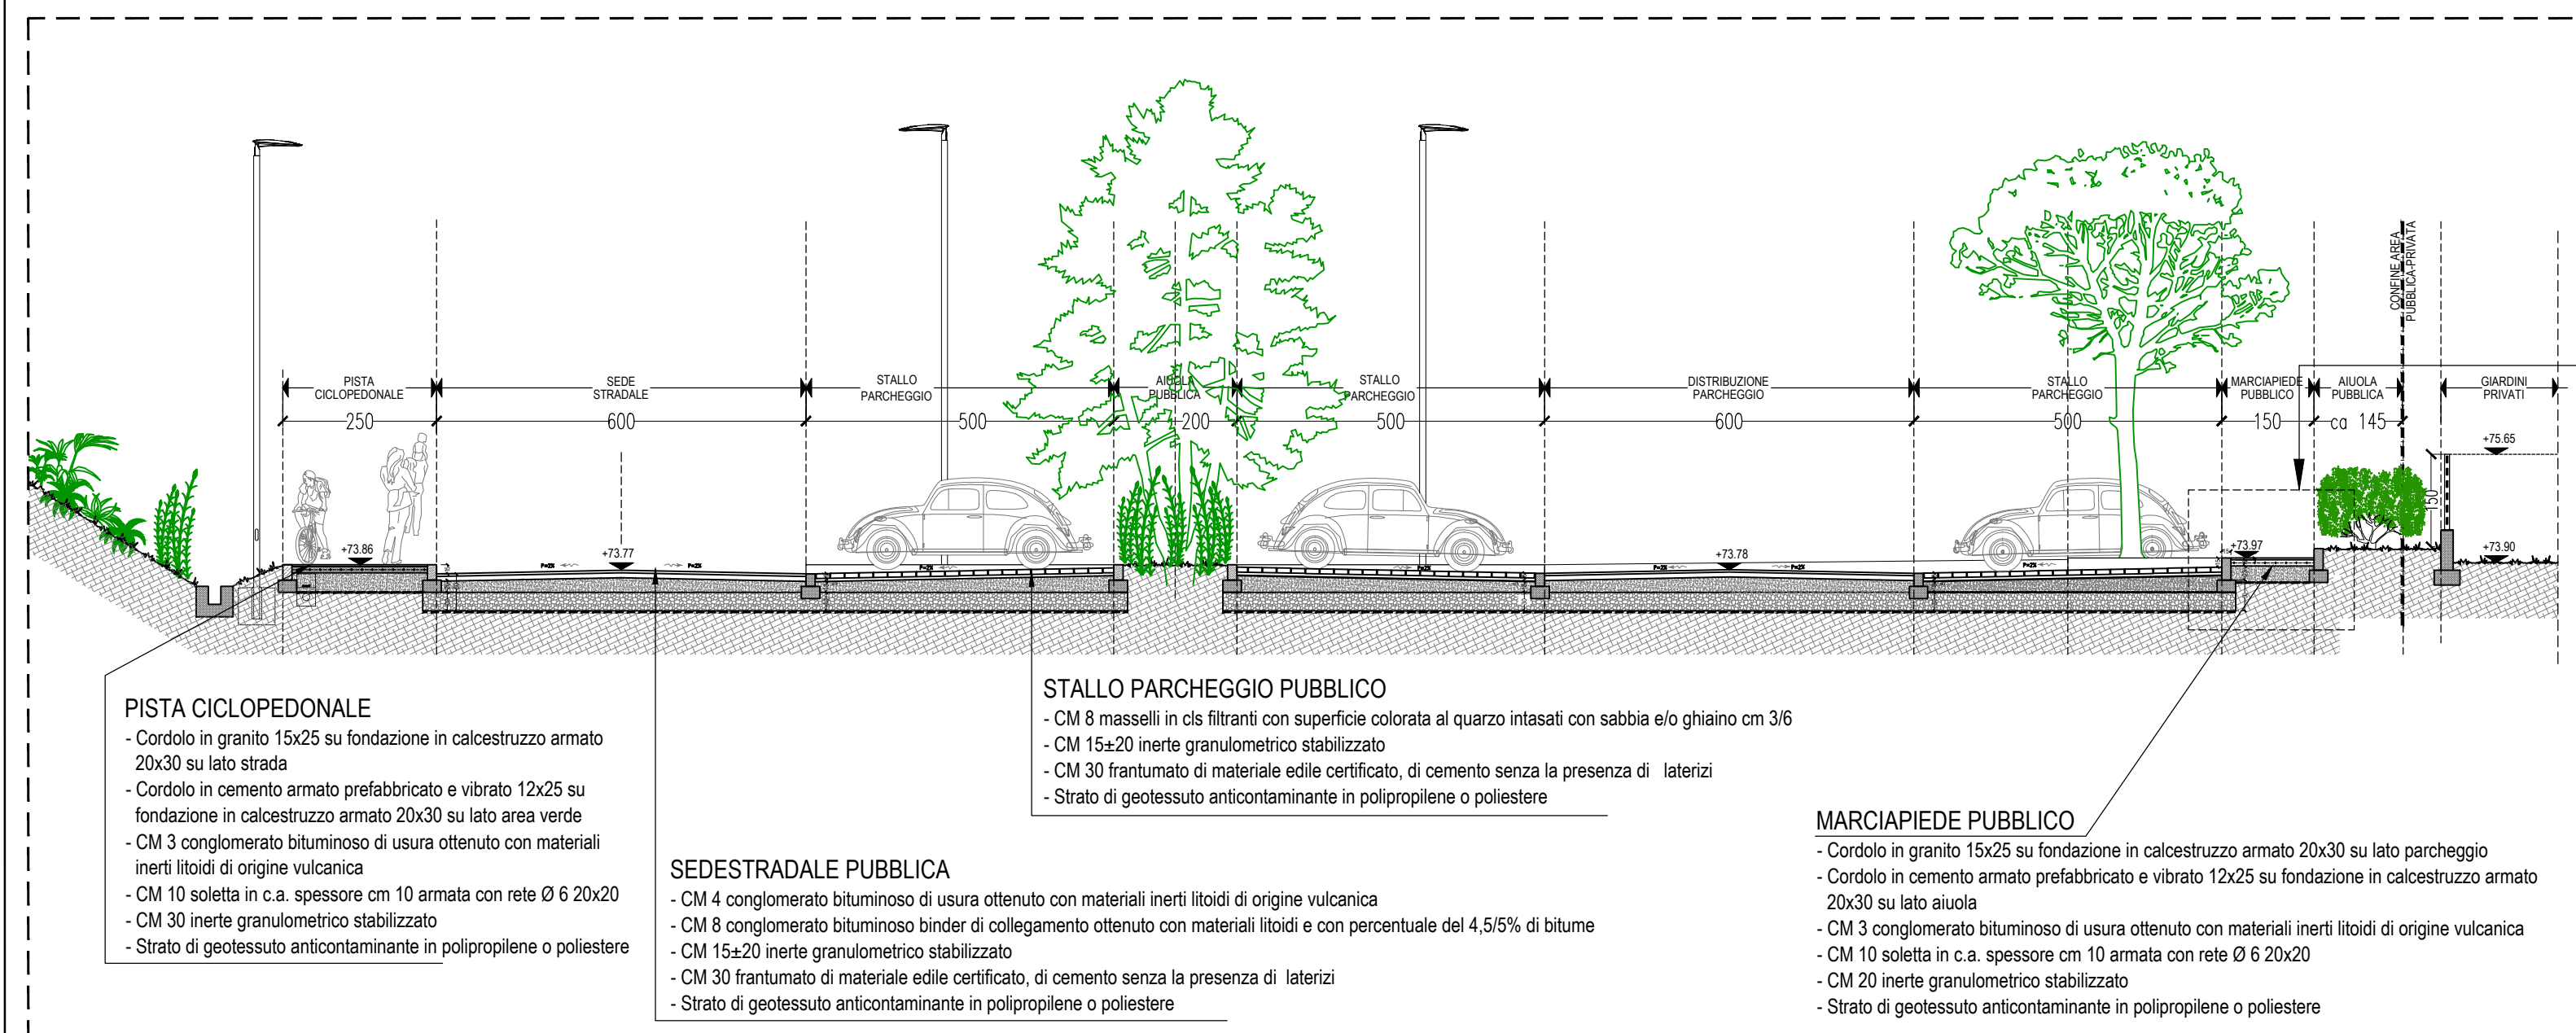 CONFINE AREA
PUBBLICA-PRIVATA
PISTA
CICLOPEDONALE
SEDE
STRADALE
STALLO
PARCHEGGIO
AIUOLA
PUBBLICA
STALLO
PARCHEGGIO
DISTRIBUZIONE
PARCHEGGIO
STALLO
PARCHEGGIO
MARCIAPIEDE
PUBBLICO
AIUOLA
PUBBLICA
GIARDINI
PRIVATI
250
600
500
200
500
600
500
150
ca 145
+75.65
150
+73.86
+73.77
+73.78
+73.97
+73.90
P=2%
P=2%
P=2%
P=2%
P=2%
P=2%
P=2%
PISTA CICLOPEDONALE
- Cordolo in granito 15x25 su fondazione in calcestruzzo armato
20x30 su lato strada
- Cordolo in cemento armato prefabbricato e vibrato 12x25 su
fondazione in calcestruzzo armato 20x30 su lato area verde
- CM 3 conglomerato bituminoso di usura ottenuto con materiali
inerti litoidi di origine vulcanica
- CM 10 soletta in c.a. spessore cm 10 armata con rete Ø 6 20x20
- CM 30 inerte granulometrico stabilizzato
- Strato di geotessuto anticontaminante in polipropilene o poliestere
SEDESTRADALE PUBBLICA
- CM 4 conglomerato bituminoso di usura ottenuto con materiali inerti litoidi di origine vulcanica
- CM 8 conglomerato bituminoso binder di collegamento ottenuto con materiali litoidi e con percentuale del 4,5/5% di bitume
- CM 15±20 inerte granulometrico stabilizzato
- CM 30 frantumato di materiale edile certificato, di cemento senza la presenza di laterizi
- Strato di geotessuto anticontaminante in polipropilene o poliestere
STALLO PARCHEGGIO PUBBLICO
- CM 8 masselli in cls filtranti con superficie colorata al quarzo intasati con sabbia e/o ghiaino cm 3/6
- CM 15±20 inerte granulometrico stabilizzato
- CM 30 frantumato di materiale edile certificato, di cemento senza la presenza di laterizi
- Strato di geotessuto anticontaminante in polipropilene o poliestere
MARCIAPIEDE PUBBLICO
- Cordolo in granito 15x25 su fondazione in calcestruzzo armato 20x30 su lato parcheggio
- Cordolo in cemento armato prefabbricato e vibrato 12x25 su fondazione in calcestruzzo armato
20x30 su lato aiuola
- CM 3 conglomerato bituminoso di usura ottenuto con materiali inerti litoidi di origine vulcanica
- CM 10 soletta in c.a. spessore cm 10 armata con rete Ø 6 20x20
- CM 20 inerte granulometrico stabilizzato
- Strato di geotessuto anticontaminante in polipropilene o poliestere